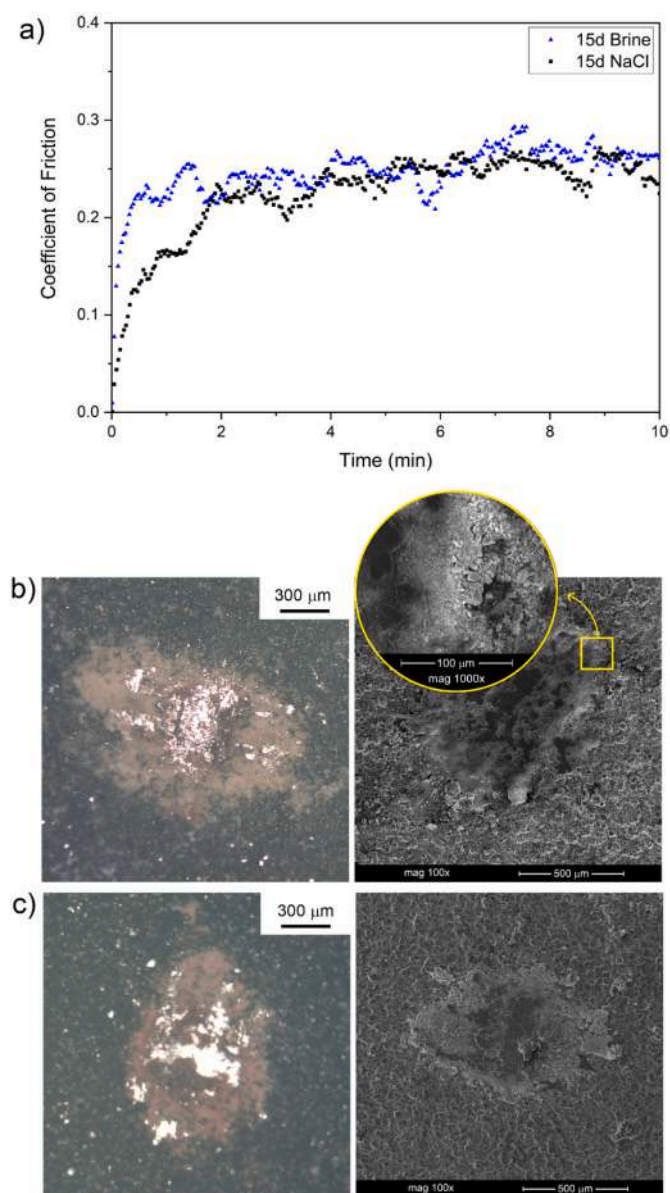 a)
0.4
0.3
0.2
0.1
0.0
Coefficient of Friction
15d Brine
15d NaCl
0 2 4 6 8 10
Time (min)
b)
300 μm
100 μm
mag 1000x
mag 100x 500 μm
c)
300 μm
mag 100x 500 μm